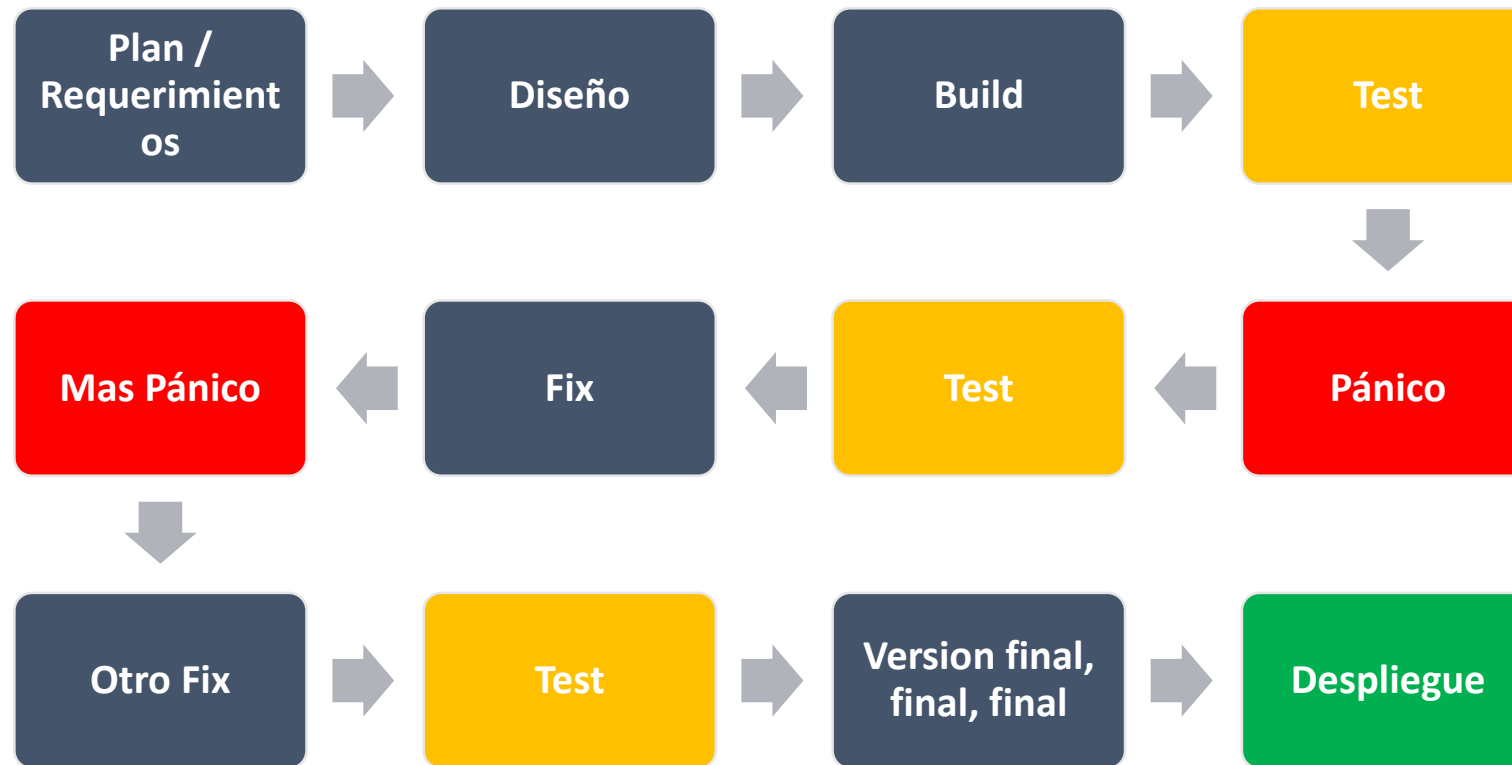 Plan /
Requerimient
os
Diseño
Build
Test
Pánico
Test
Fix
Mas Pánico
Otro Fix
Test
Version final,
final, final
Despliegue